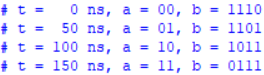 # t =   0 ns, a = 00, b = 1110
# t =  50 ns, a = 01, b = 1101
# t = 100 ns, a = 10, b = 1011
# t = 150 ns, a = 11, b = 0111